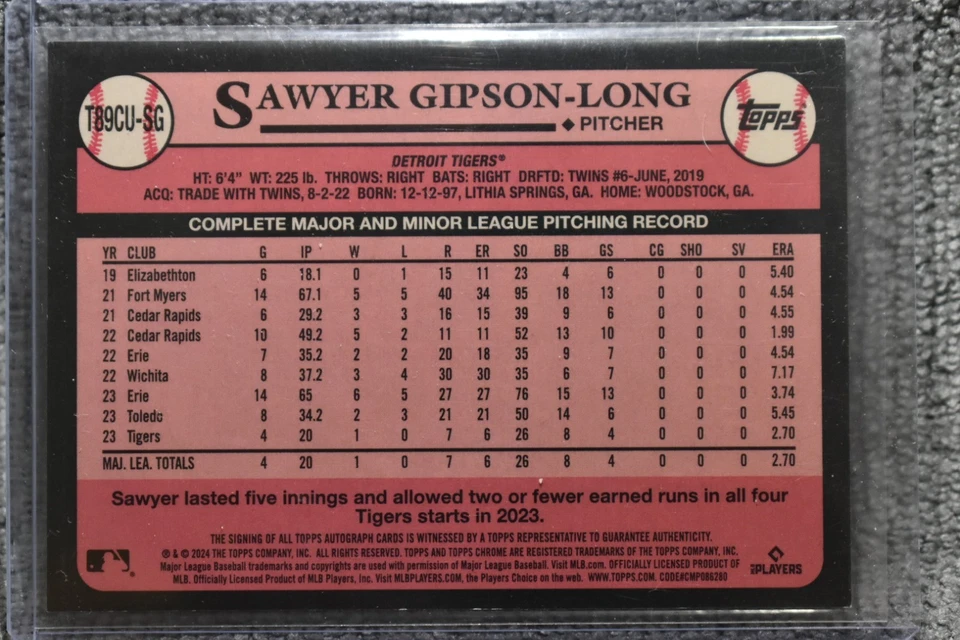 T89CU-SG
SAWYER GIPSON-LONG
◆ PITCHER
TOPPS
DETROIT TIGERS®
HT: 6'4" WT: 225 lb. THROWS: RIGHT BATS: RIGHT DRFTD: TWINS #6-JUNE, 2019
ACQ: TRADE WITH TWINS, 8-2-22 BORN: 12-12-97, LITHIA SPRINGS, GA. HOME: WOODSTOCK, GA.
COMPLETE MAJOR AND MINOR LEAGUE PITCHING RECORD
YR CLUB G IP W L R ER SO BB GS CG SHO SV ERA
19 Elizabethton 6 18.1 0 1 15 11 23 4 6 0 0 0 5.40
21 Fort Myers 14 67.1 5 5 40 34 95 18 13 0 0 0 4.54
21 Cedar Rapids 6 29.2 3 3 16 15 39 9 6 0 0 0 4.55
22 Cedar Rapids 10 49.2 5 2 11 11 52 13 10 0 0 0 1.99
22 Erie 7 35.2 2 2 20 18 35 9 7 0 0 0 4.54
22 Wichita 8 37.2 3 4 30 30 35 6 7 0 0 0 7.17
23 Erie 14 65 6 5 27 27 76 15 13 0 0 0 3.74
23 Toledo 8 34.2 2 3 21 21 50 14 6 0 0 0 5.45
23 Tigers 4 20 1 0 7 6 26 8 4 0 0 0 2.70
MAJ. LEA. TOTALS 4 20 1 0 7 6 26 8 4 0 0 0 2.70
Sawyer lasted five innings and allowed two or fewer earned runs in all four
Tigers starts in 2023.
THE SIGNING OF ALL TOPPS AUTOGRAPH CARDS IS WITNESSED BY A TOPPS REPRESENTATIVE TO GUARANTEE AUTHENTICITY.
® & © 2024 THE TOPPS COMPANY, INC. ALL RIGHTS RESERVED. TOPPS AND TOPPS CHROME ARE REGISTERED TRADEMARKS OF THE TOPPS COMPANY, INC.
Major League Baseball trademarks and copyrights are used with permission of Major League Baseball. Visit MLB.com. OFFICIALLY LICENSED PRODUCT OF
MLB. Officially Licensed Product of MLB Players, Inc. Visit MLBPLAYERS.COM, the Players Choice on the web. WWW.TOPPS.COM. CODE#CMP086280
PLAYERS